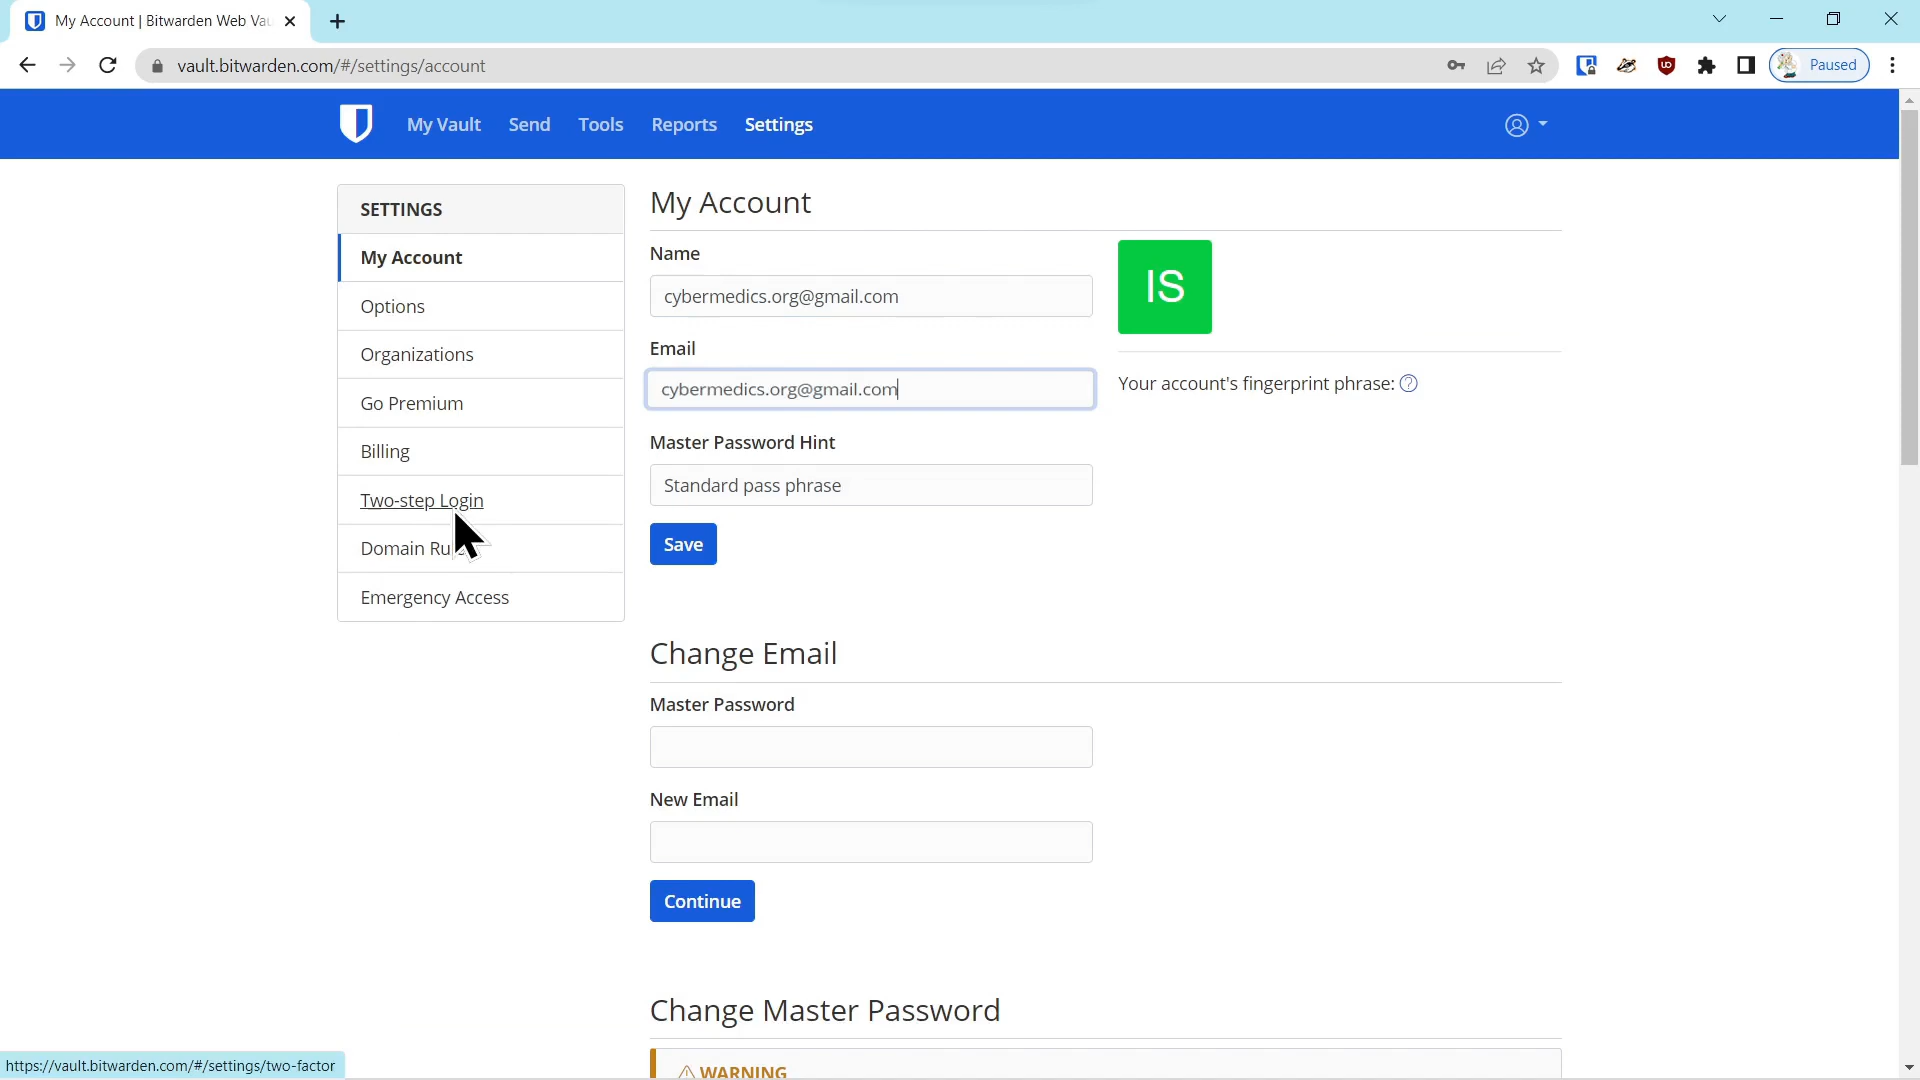 My Account | Bitwarden Web Vau
vault.bitwarden.com/#/settings/account
Paused
My Vault Send Tools Reports Settings
SETTINGS
My Account
Options
Organizations
Go Premium
Billing
Two-step Login
Domain Ru
Emergency Access
My Account
Name
cybermedics.org@gmail.com
IS
Email
cybermedics.org@gmail.com
Your account's fingerprint phrase:
Master Password Hint
Standard pass phrase
Save
Change Email
Master Password
New Email
Continue
Change Master Password
WARNING
https://vault.bitwarden.com/#/settings/two-factor